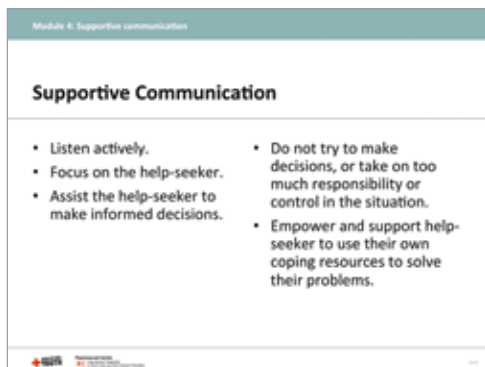 Module 4: Supportive communication
Supportive Communication
• Listen actively.
• Focus on the help-seeker.
• Assist the help-seeker to
make informed decisions.
• Do not try to make
decisions, or take on too
much responsibility or
control in the situation.
• Empower and support help-
seeker to use their own
coping resources to solve
their problems.